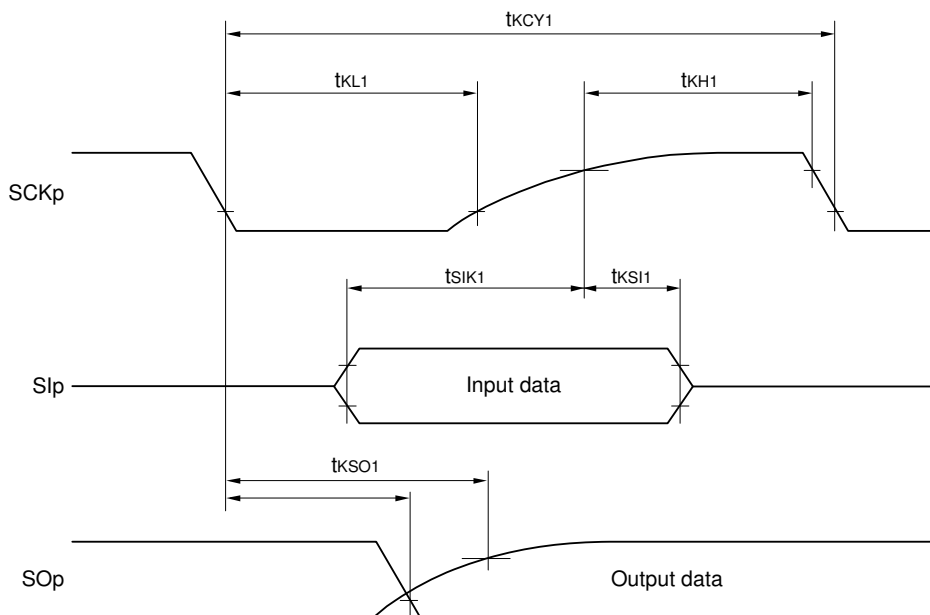 tKCY1
tKL1
tKH1
SCKp
tSIK1
tKSI1
SIp
Input data
tKSO1
SOp
Output data